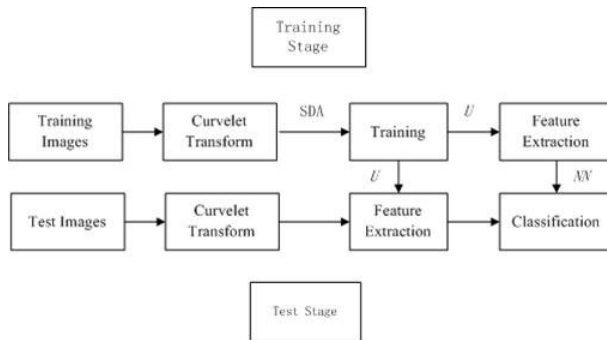 Training
Stage
SDA
U
Training
Images
Curvelet
Transform
Training
Feature
Extraction
U
NN
Test Images
Curvelet
Transform
Feature
Extraction
Classification
Test Stage